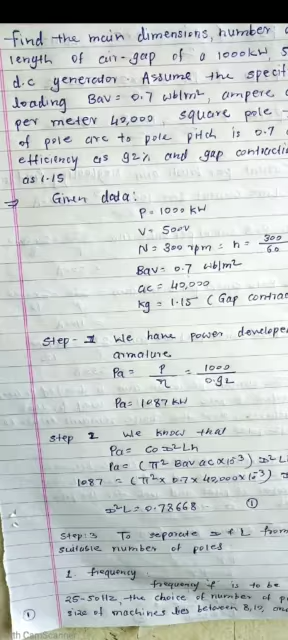 Find the main dimensions, number
length of air-gap of a 1000kW, 5
d.c generator. Assume the specif
loading Bav = 0.7 wb/m², ampere
per meter 40,000, square pole
of pole arc to pole pitch is 0.7
efficiency as 92% and gap contracti
as 1.15
⇒ Given data:
P = 1000 kW
V = 500V
N = 300 rpm = n = 300/60
Bav = 0.7 wb/m²
ac = 40,000
kg = 1.15 (Gap contrac
Step - 1 We have power develope
armature
Pa = P/η = 1000/0.92
Pa = 1087 kW
Step 2 We know that
Pa = Co D²Ln
Pa = (π² Bav ac x 10⁻³) D²L
1087 = (π² x 0.7 x 40,000 x 10⁻³)
D²L = 0.78668 ①
Step: 3 To separate D & L from
suitable number of poles
1. frequency
frequency f is to be
25-50Hz, the choice of number of p
size of machines lies between 8, 10,
①
th CamScanner